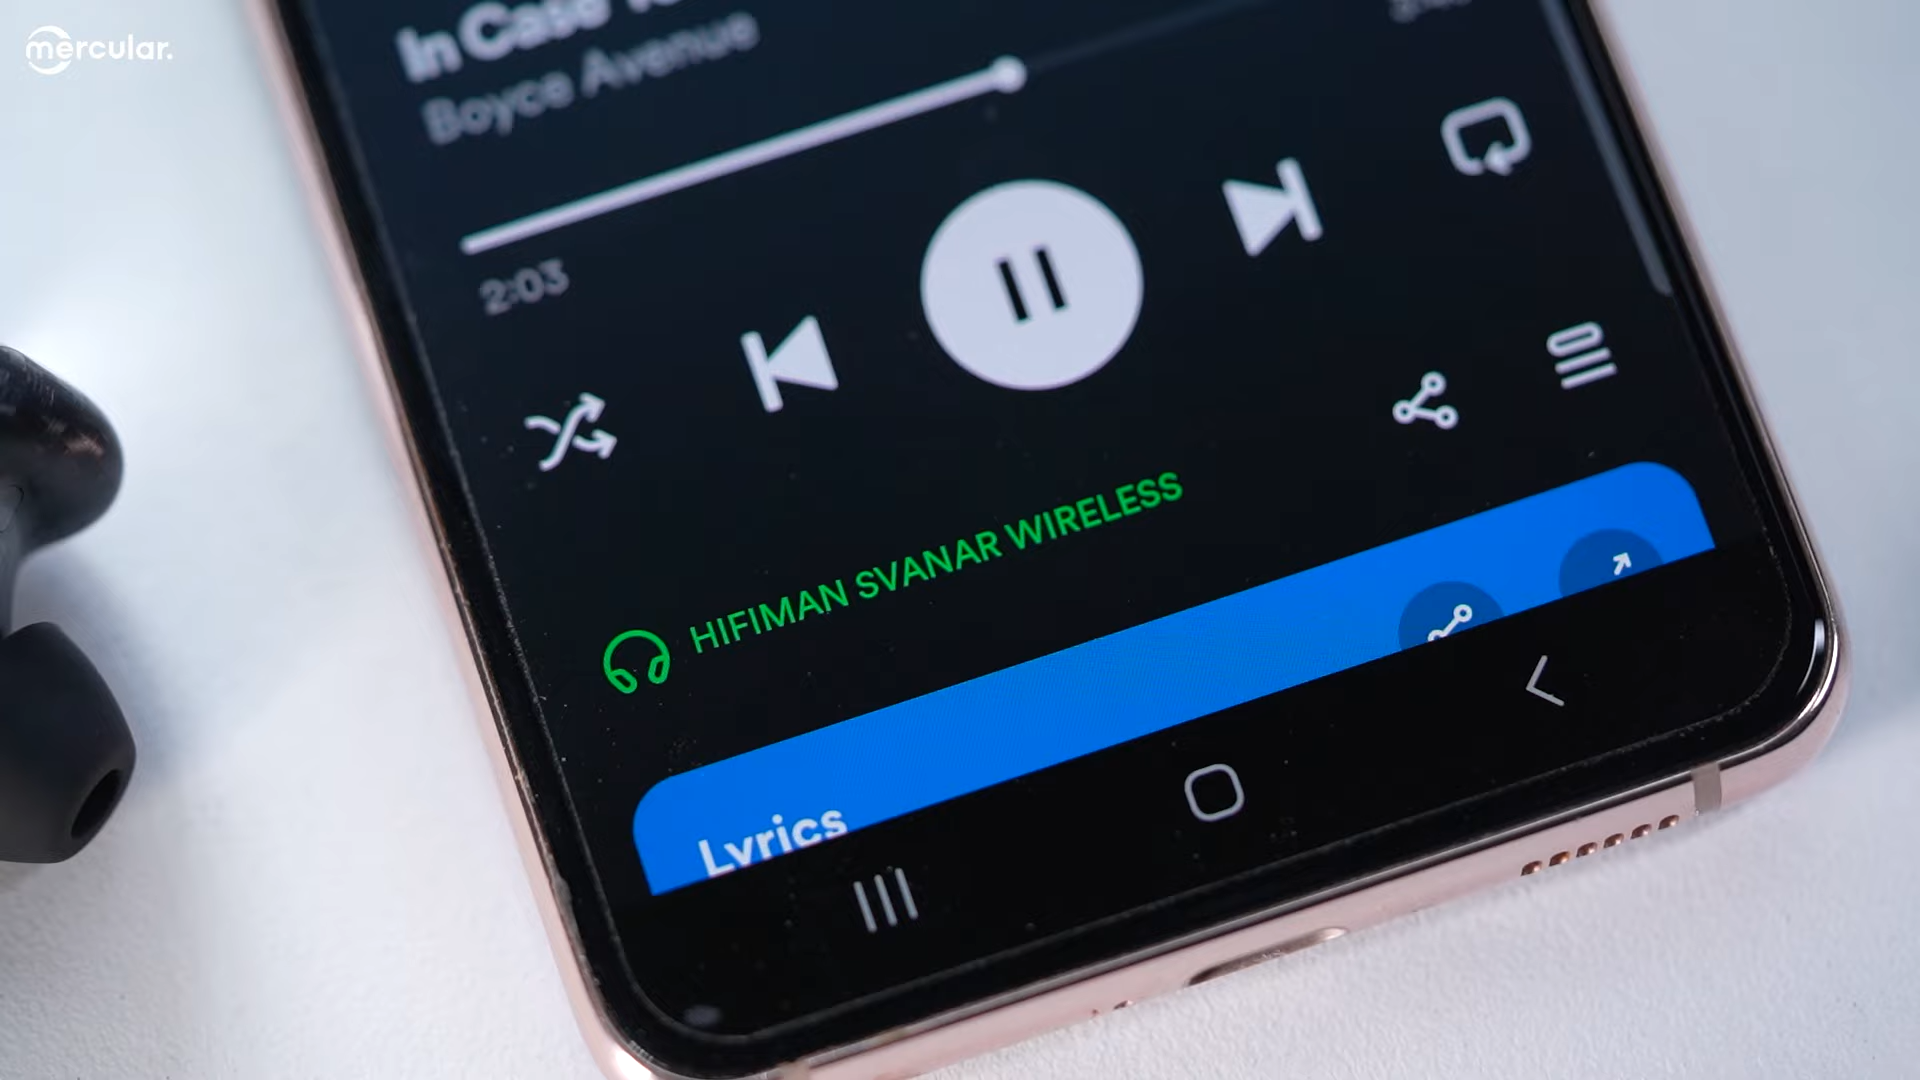 mercular.
In Case
Boyce Avenue
2:03
HIFIMAN SVANAR WIRELESS
Lyrics